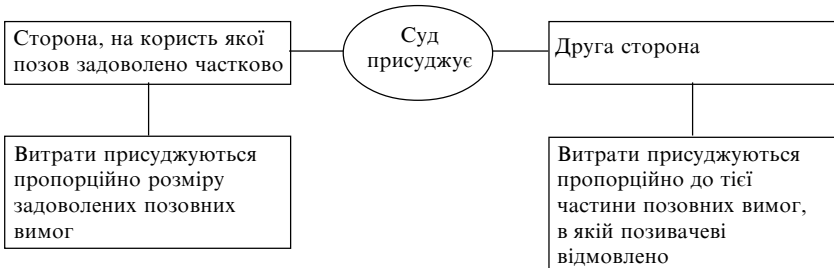 Сторона, на користь якої
позов задоволено частково
Суд
присуджує
Друга сторона
Витрати присуджуються
пропорційно розміру
задоволених позовних
вимог
Витрати присуджуються
пропорційно до тієї
частини позовних вимог,
в якій позивачеві
відмовлено